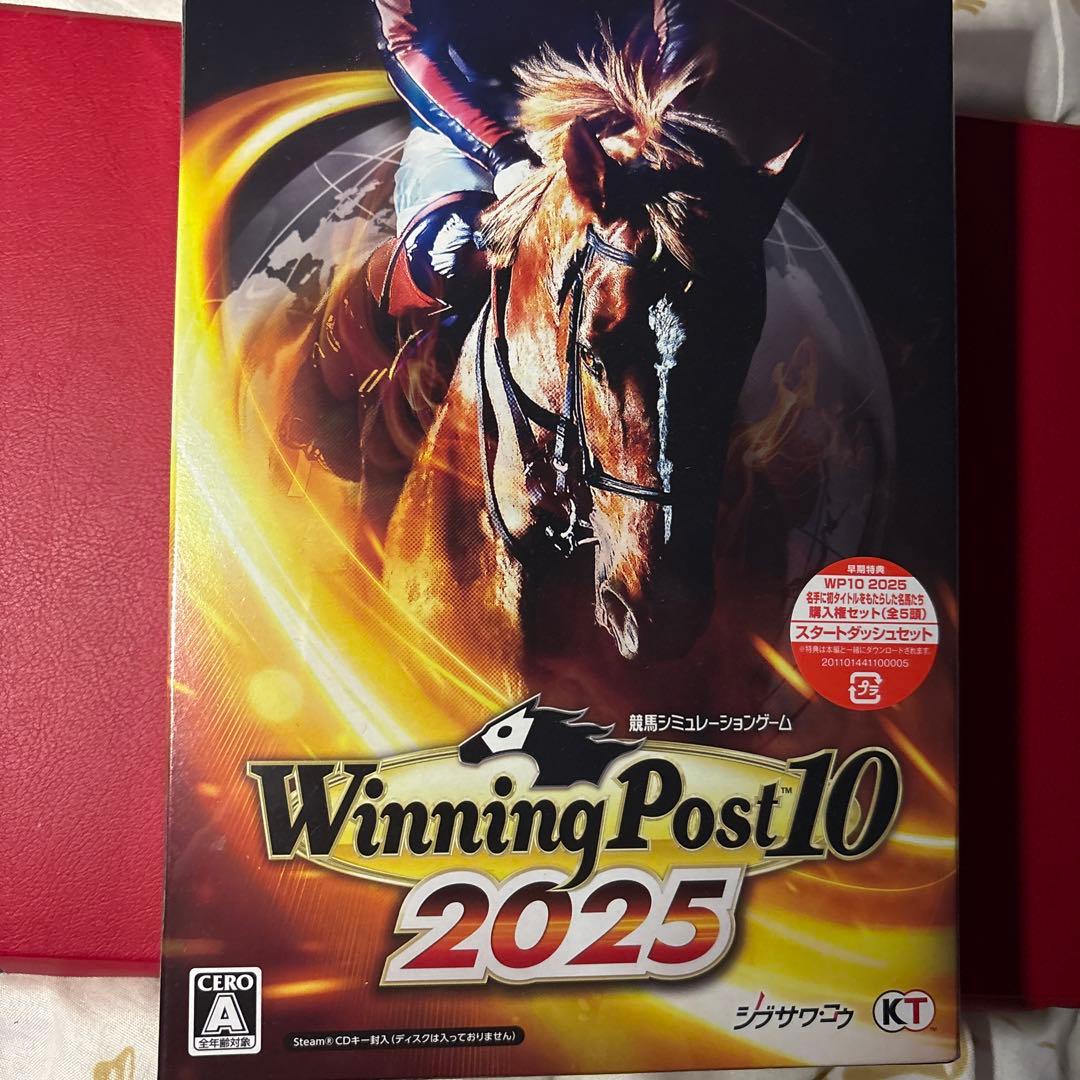 早期特典
WP10 2025
名手に初タイトルをもたらした名馬たち
購入権セット(全5頭)
スタートダッシュセット
※特典は本編と一緒にダウンロードされます。
201101441100005
プラ
競馬シミュレーションゲーム
Winning Post™10
2025
CERO
A
全年齢対象
Steam® CDキー封入(ディスクは入っておりません)
シブサワ・コウ
KT™